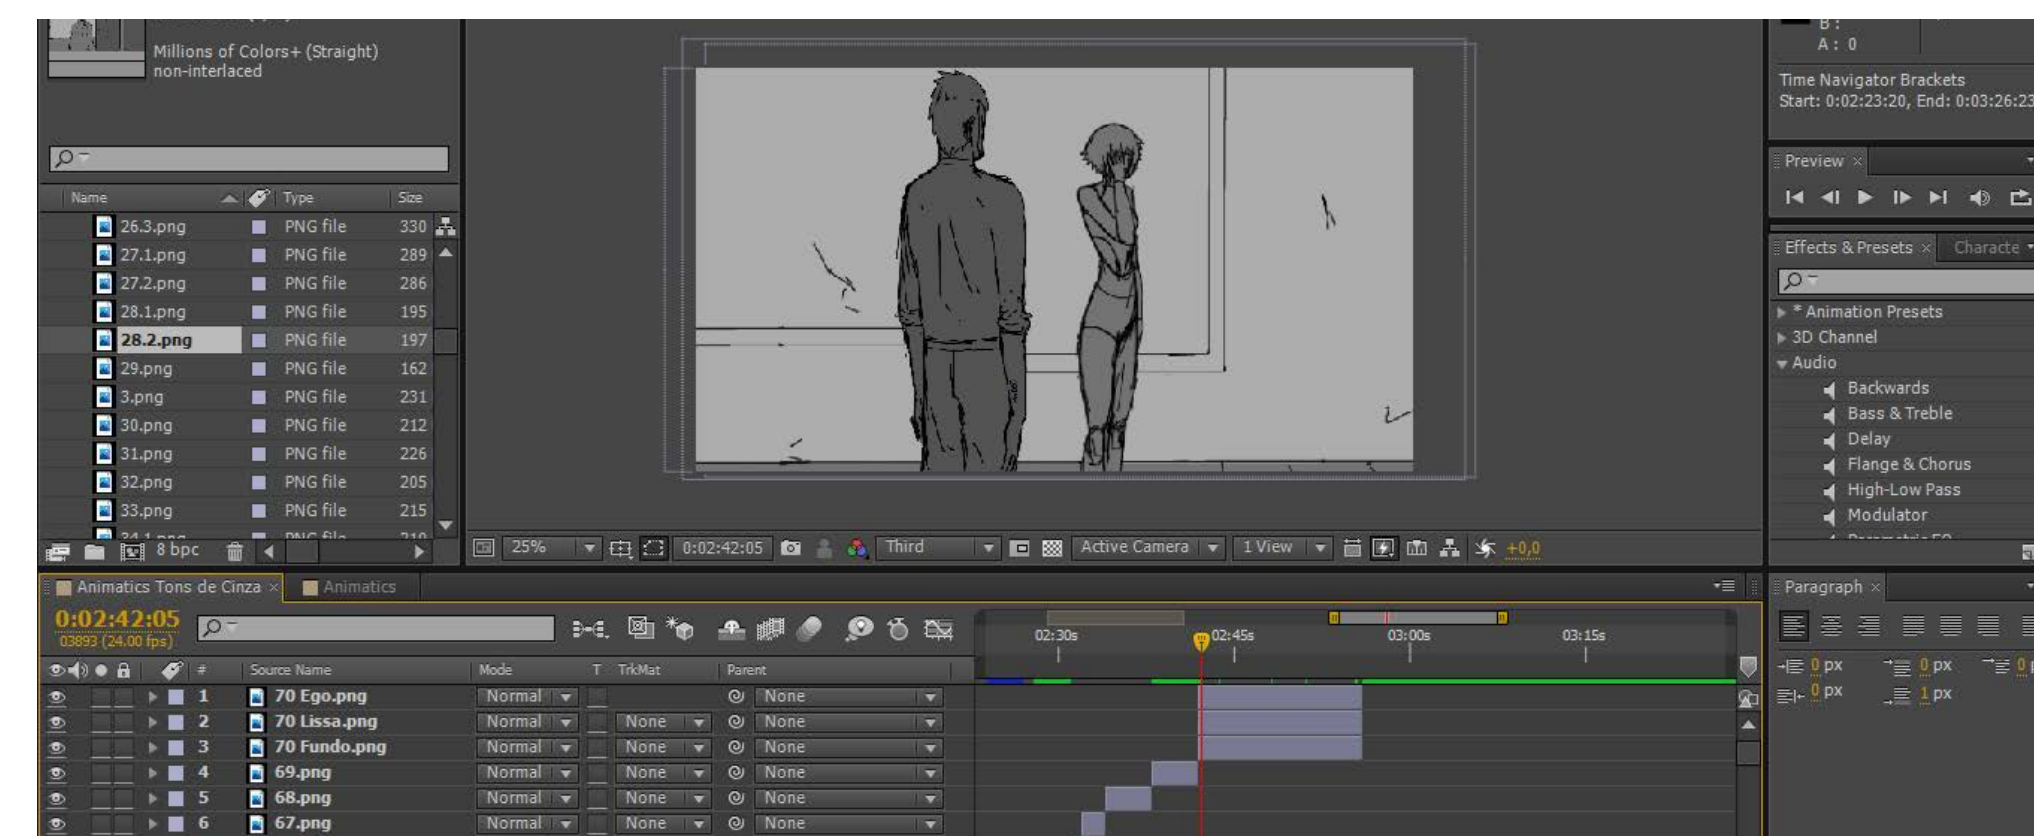 Millions of Colors+ (Straight)
non-interlaced
Name Type Size
26.3.png PNG file 330
27.1.png PNG file 289
27.2.png PNG file 286
28.1.png PNG file 195
28.2.png PNG file 197
29.png PNG file 162
3.png PNG file 231
30.png PNG file 212
31.png PNG file 226
32.png PNG file 205
33.png PNG file 215
8 bpc
25% 0:02:42:05 Third Active Camera 1 View +0,0
B:
A: 0
Time Navigator Brackets
Start: 0:02:23:20, End: 0:03:26:23
Preview
Effects & Presets Characte
* Animation Presets
3D Channel
Audio
Backwards
Bass & Treble
Delay
Flange & Chorus
High-Low Pass
Modulator
Animatics Tons de Cinza Animatics
0:02:42:05
03893 (24.00 fps)
02:30s 02:45s 03:00s 03:15s
# Source Name Mode T TrkMat Parent
1 70 Ego.png Normal None
2 70 Lissa.png Normal None None
3 70 Fundo.png Normal None None
4 69.png Normal None None
5 68.png Normal None None
6 67.png Normal None None
Paragraph
0 px 0 px 0
0 px 1 px